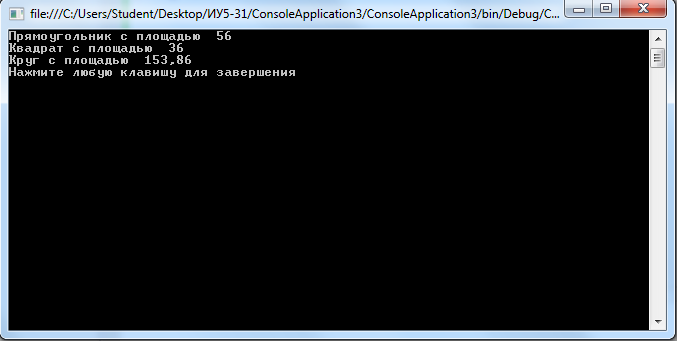 file:///C:/Users/Student/Desktop/ИУ5-31/ConsoleApplication3/ConsoleApplication3/bin/Debug/C...
Прямоугольник с площадью  56
Квадрат с площадью  36
Круг с площадью  153,86
Нажмите любую клавишу для завершения